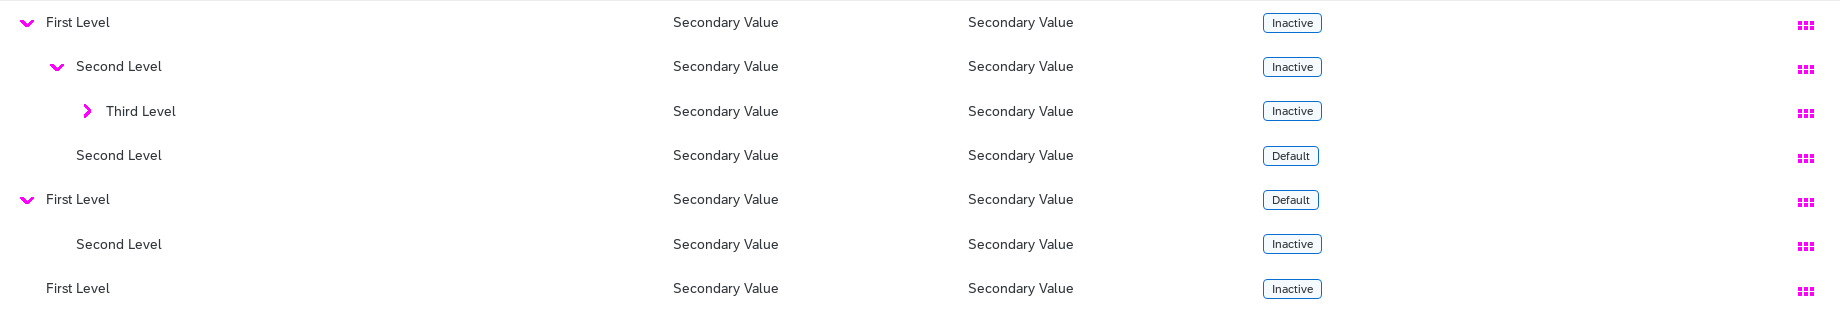 First Level Secondary Value Secondary Value Inactive
Second Level Secondary Value Secondary Value Inactive
Third Level Secondary Value Secondary Value Inactive
Second Level Secondary Value Secondary Value Default
First Level Secondary Value Secondary Value Default
Second Level Secondary Value Secondary Value Inactive
First Level Secondary Value Secondary Value Inactive